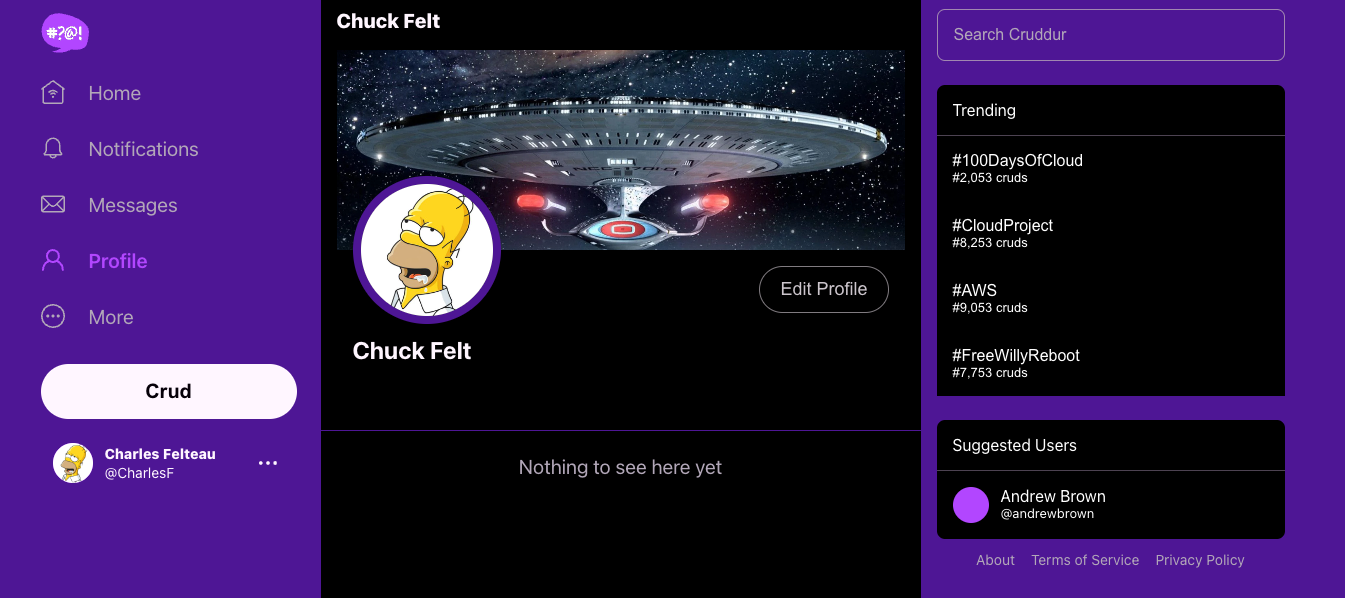 #?@!
Home
Notifications
Messages
Profile
More
Crud
Charles Felteau
@CharlesF
Chuck Felt
Edit Profile
Chuck Felt
Nothing to see here yet
Search Cruddur
Trending
#100DaysOfCloud
#2,053 cruds
#CloudProject
#8,253 cruds
#AWS
#9,053 cruds
#FreeWillyReboot
#7,753 cruds
Suggested Users
Andrew Brown
@andrewbrown
About Terms of Service Privacy Policy